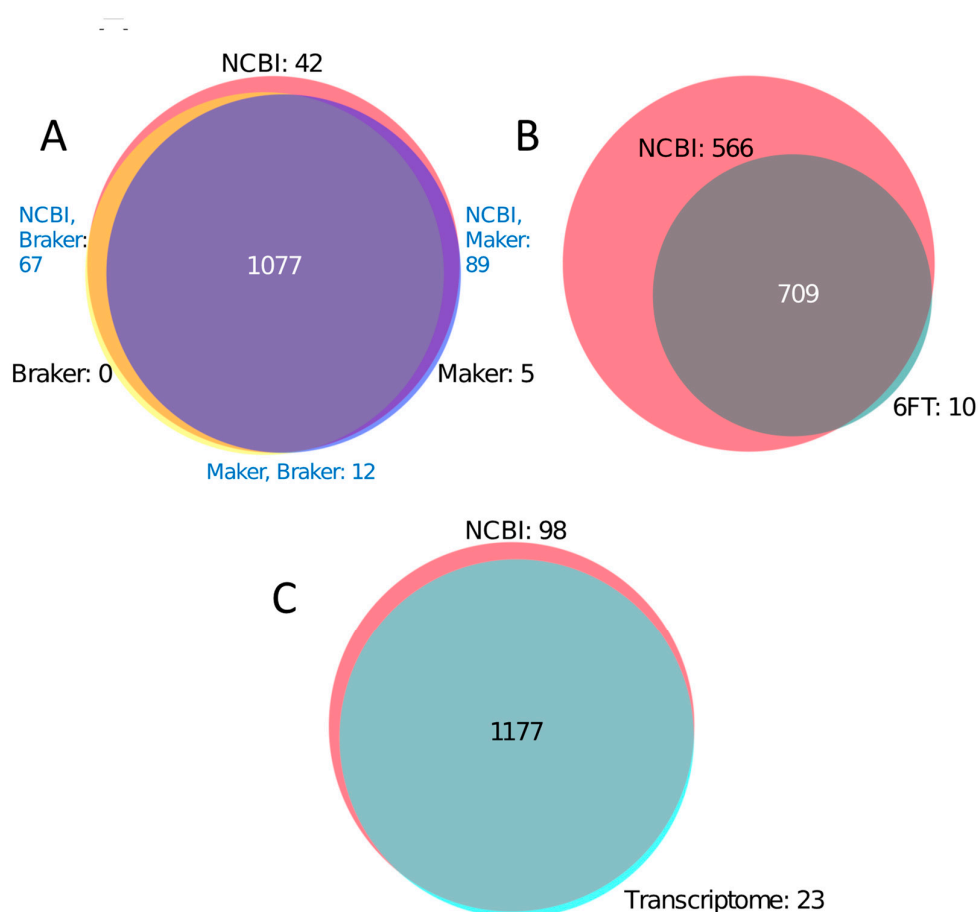 NCBI: 42
A
NCBI,
Braker:
67
1077
NCBI,
Maker:
89
Braker: 0
Maker: 5
Maker, Braker: 12
B
NCBI: 566
709
6FT: 10
NCBI: 98
C
1177
Transcriptome: 23